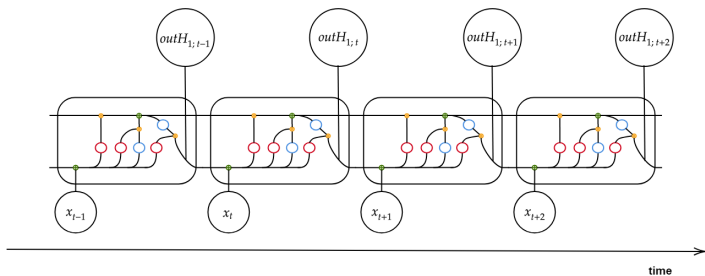 outH₁; ₜ₋₁ outH₁; ₜ outH₁; ₜ₊₁ outH₁; ₜ₊₂
xₜ₋₁ xₜ xₜ₊₁ xₜ₊₂
time